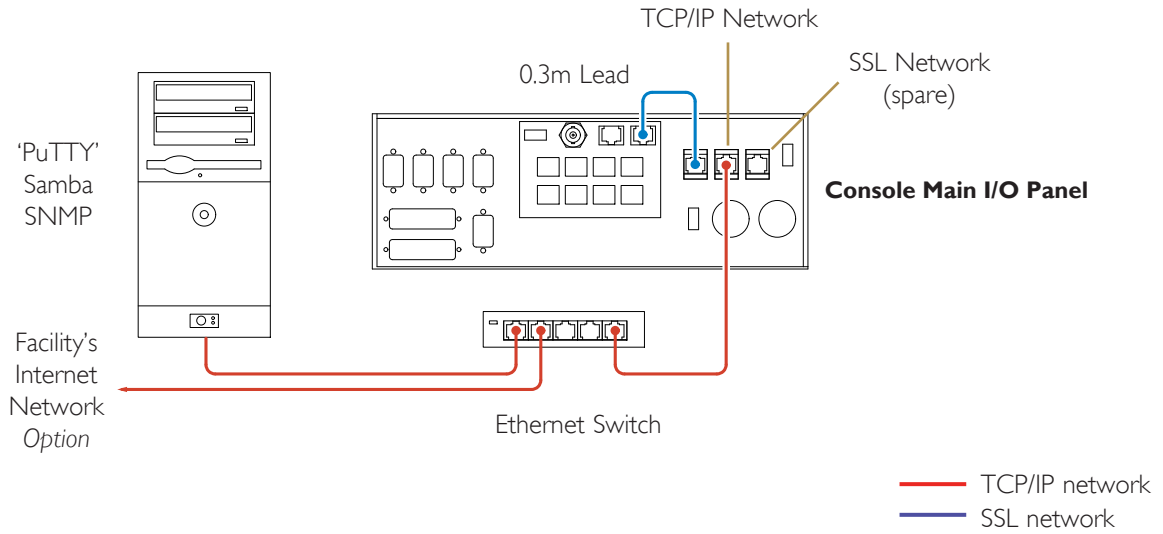 TCP/IP Network
0.3m Lead
SSL Network
(spare)
'PuTTY'
Samba
SNMP
Console Main I/O Panel
Facility's
Internet
Network
Option
Ethernet Switch
TCP/IP network
SSL network